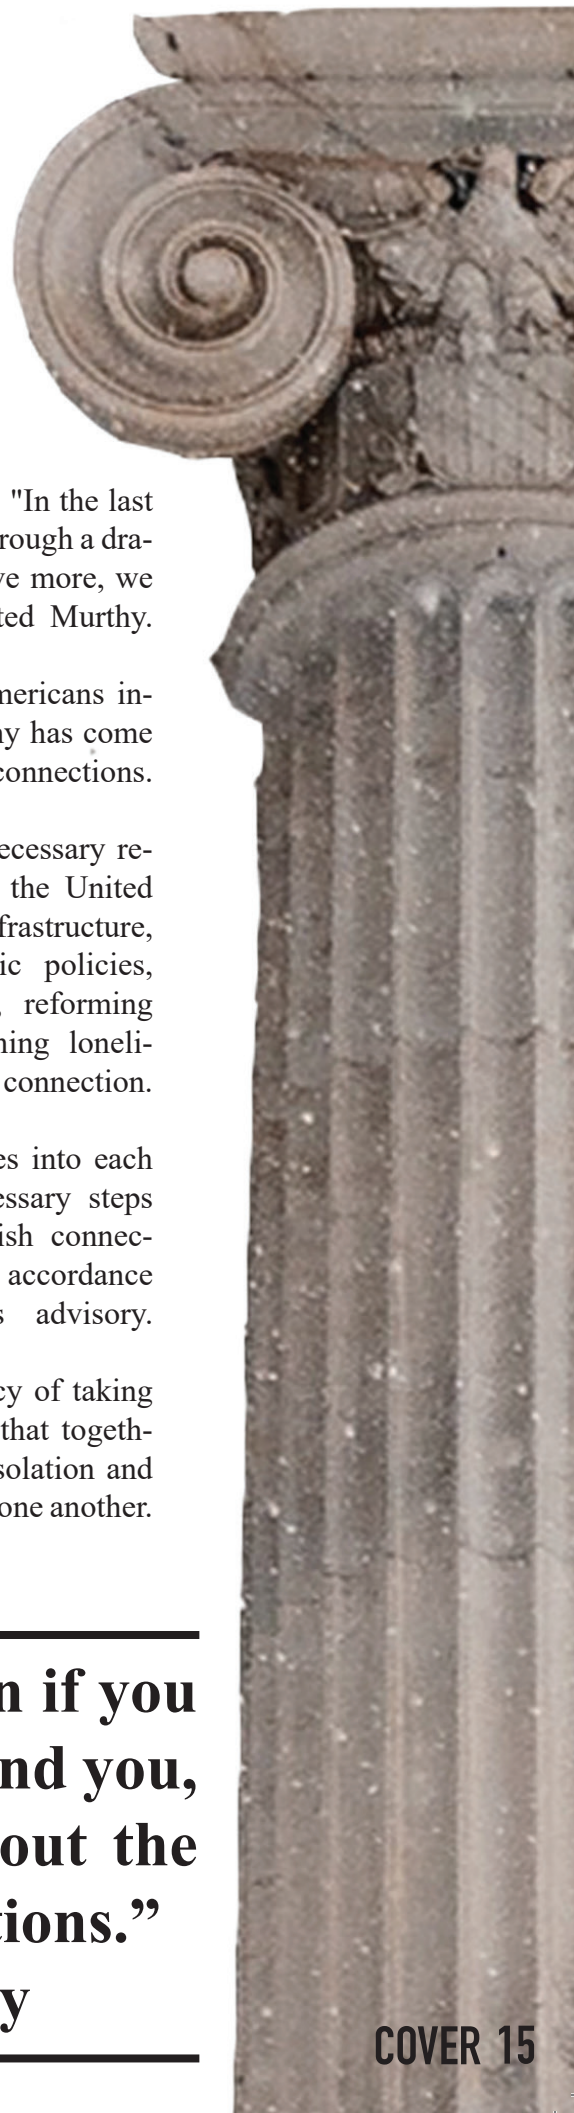 "In the last
rough a dra-
ve more, we
ted Murthy.
mericans in-
hy has come
connections.
ecessary re-
the United
frastructure,
ic policies,
, reforming
ning loneli-
connection.
es into each
essary steps
ish connec-
accordance
s advisory.
cy of taking
that togeth-
solation and
one another.
n if you
nd you,
out the
tions.”
y
COVER 15